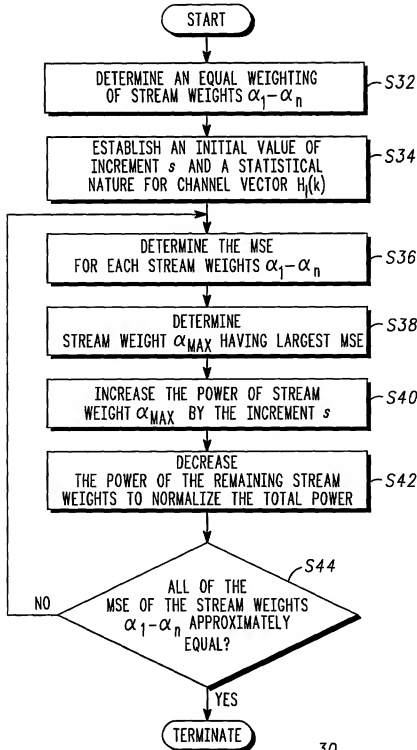 START
DETERMINE AN EQUAL WEIGHTING
OF STREAM WEIGHTS α1–αn
S32
ESTABLISH AN INITIAL VALUE OF
INCREMENT s AND A STATISTICAL
NATURE FOR CHANNEL VECTOR Hl(k)
S34
DETERMINE THE MSE
FOR EACH STREAM WEIGHTS α1–αn
S36
DETERMINE
STREAM WEIGHT αMAX HAVING LARGEST MSE
S38
INCREASE THE POWER OF STREAM
WEIGHT αMAX BY THE INCREMENT s
S40
DECREASE
THE POWER OF THE REMAINING STREAM
WEIGHTS TO NORMALIZE THE TOTAL POWER
S42
S44
ALL OF THE
MSE OF THE STREAM WEIGHTS
α1–αn APPROXIMATELY
EQUAL?
NO
YES
TERMINATE
30